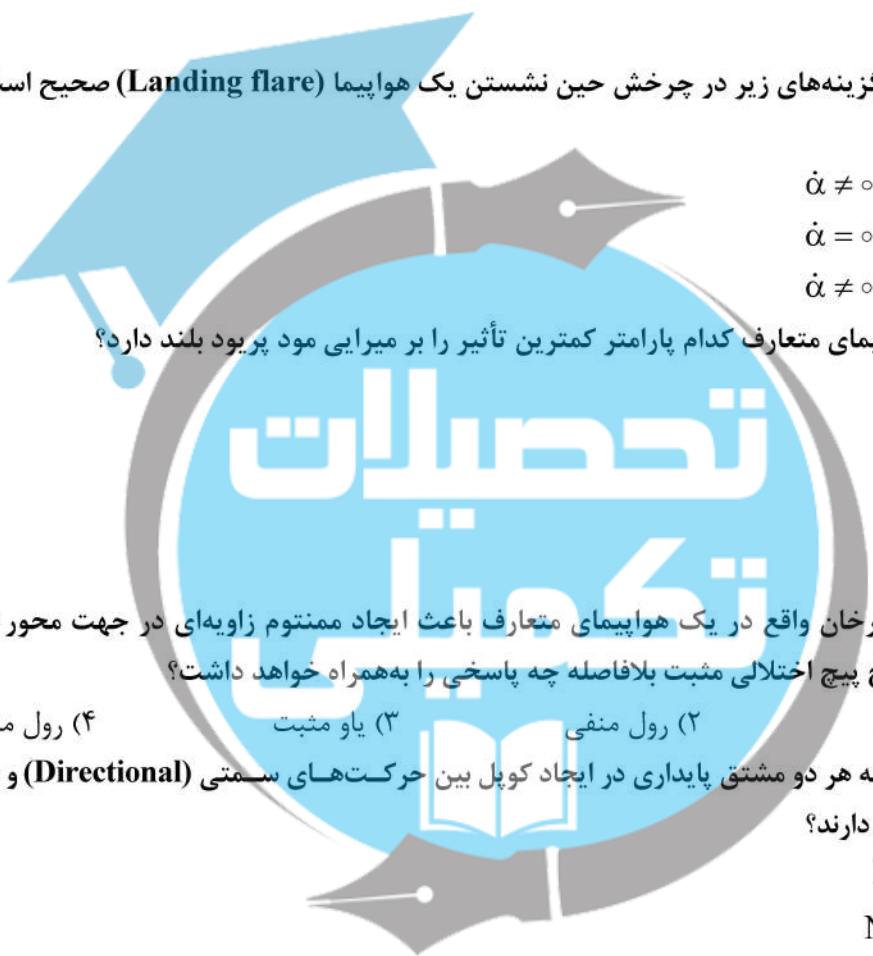 گزینه‌های زیر در چرخش حین نشستن یک هواپیما (Landing flare) صحیح
α̇ ≠ ۰
α̇ = ۰
α̇ ≠ ۰
متعارف کدام پارامتر کمترین تأثیر را بر میرایی مود پریود بلند دارد؟
تحصیلات
تکمیلی
واقع در یک هواپیمای متعارف باعث ایجاد ممنتوم زاویه‌ای در جهت محور
پیچ اختلالی مثبت بلافاصله چه پاسخی را به‌همراه خواهد داشت؟
۲) رول منفی ۳) یاو مثبت ۴) رول
هر دو مشتق پایداری در ایجاد کوپل بین حرکت‌های سمتی (Directional) و
دارند؟